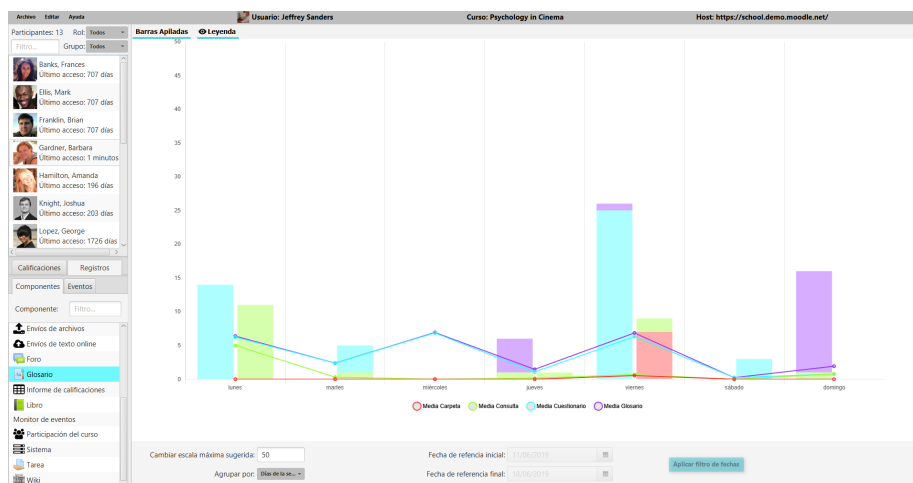 Archivo Editar Ayuda
Usuario: Jeffrey Sanders
Curso: Psychology in Cinema
Host: https://school.demo.moodle.net/
Participantes: 13 Rol: Todos
Filtro... Grupo: Todos
Banks, Frances
Último acceso: 707 días
Ellis, Mark
Último acceso: 707 días
Franklin, Brian
Último acceso: 707 días
Gardner, Barbara
Último acceso: 1 minutos
Hamilton, Amanda
Último acceso: 196 días
Knight, Joshua
Último acceso: 203 días
Lopez, George
Último acceso: 1726 días
Calificaciones Registros
Componentes Eventos
Componente: Filtro...
Envíos de archivos
Envíos de texto online
Foro
Glosario
Informe de calificaciones
Libro
Monitor de eventos
Participación del curso
Sistema
Tarea
Wiki
Barras Apiladas Leyenda
50
45
40
35
30
25
20
15
10
5
0
lunes martes miércoles jueves viernes sábado domingo
Media Carpeta Media Consulta Media Cuestionario Media Glosario
Cambiar escala máxima sugerida: 50
Fecha de refencia inicial: 11/06/2019
Agrupar por: Días de la se...
Fecha de referencia final: 10/06/2019
Aplicar filtro de fechas